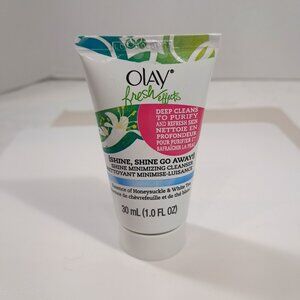 OLAY®
fresh effects
DEEP CLEANS
TO PURIFY
AND REFRESH SKIN
NETTOIE EN
PROFONDEUR
POUR PURIFIER ET
RAFRAÎCHIR LA PEAU
{SHINE, SHINE GO AWAY!}
SHINE MINIMIZING CLEANSER
NETTOYANT MINIMISE-LUISANCE
essence of Honeysuckle & White Tea
de chèvrefeuille et de thé blanc
30 mL (1.0 FL OZ)